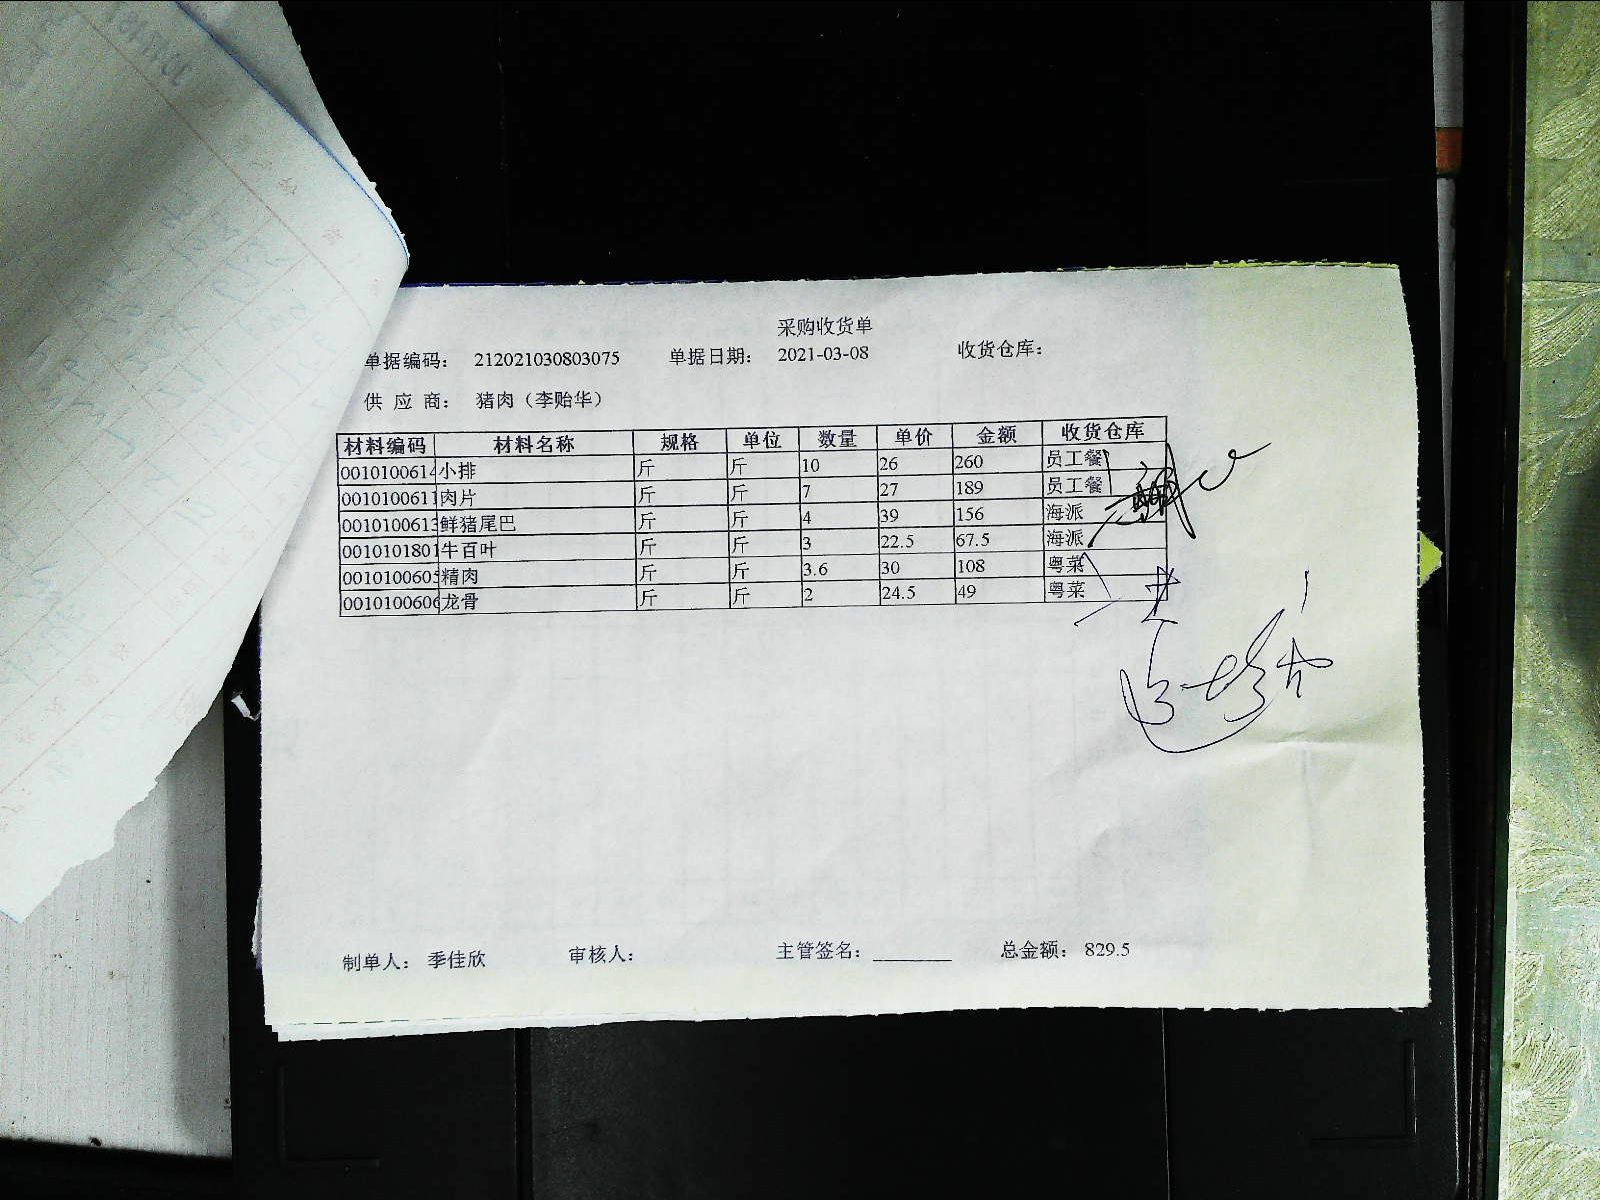 采购收货单
单据编码： 212021030803075 单据日期： 2021-03-08 收货仓库：
供 应 商： 猪肉（李贻华）
材料编码 材料名称 规格 单位 数量 单价 金额 收货仓库
0010100614 小排 斤 斤 10 26 260 员工餐
0010100611 肉片 斤 斤 7 27 189 员工餐
0010100613 鲜猪尾巴 斤 斤 4 39 156 海派
0010101801 牛百叶 斤 斤 3 22.5 67.5 海派
0010100605 精肉 斤 斤 3.6 30 108 粤菜
0010100606 龙骨 斤 斤 2 24.5 49 粤菜
制单人： 季佳欣 审核人： 主管签名：________ 总金额： 829.5